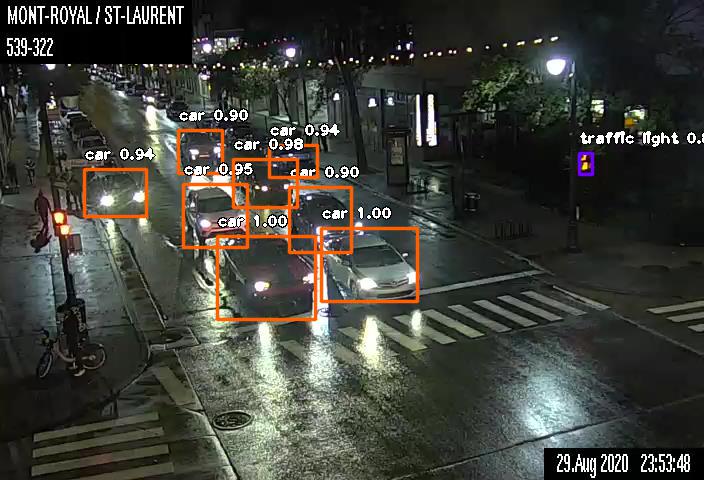 MONT-ROYAL / ST-LAURENT
539-322
car 0.90
car 0.94
car 0.98
traffic light 0.8
car 0.94
car 0.95
car 0.90
car 1.00
car 1.00
29.Aug 2020 23:53:48